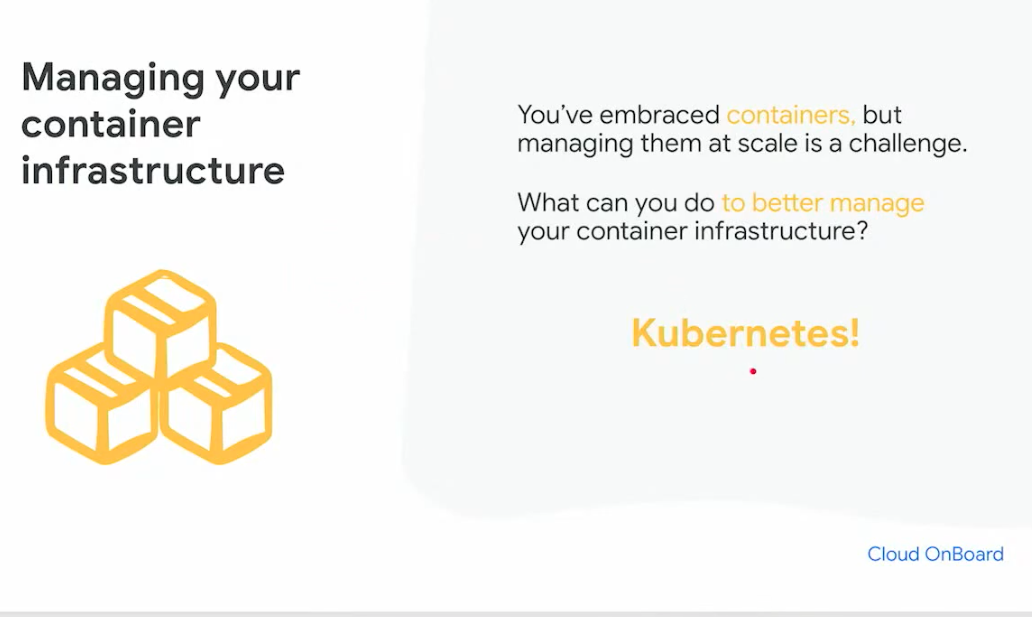 Managing your
container
infrastructure
You've embraced containers, but
managing them at scale is a challenge.
What can you do to better manage
your container infrastructure?
Kubernetes!
Cloud OnBoard